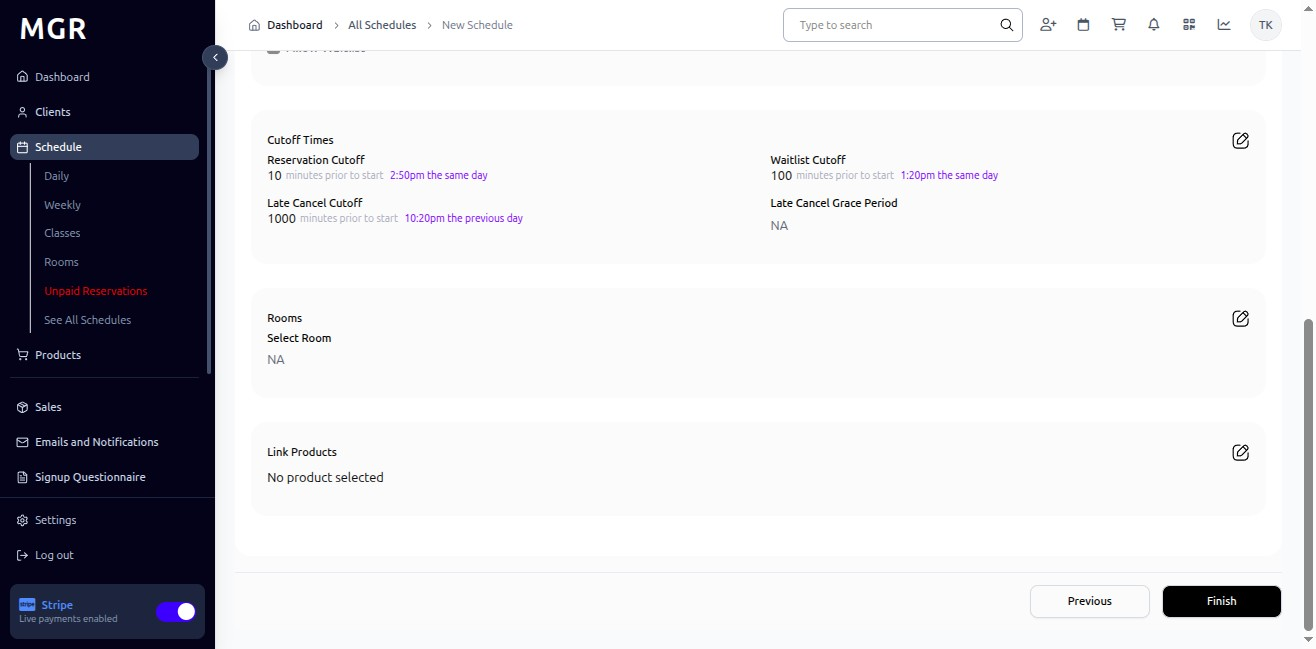 MGR
Dashboard
Clients
Schedule
Daily
Weekly
Classes
Rooms
Unpaid Reservations
See All Schedules
Products
Sales
Emails and Notifications
Signup Questionnaire
Settings
Log out
stripe Stripe
Live payments enabled
Dashboard > All Schedules > New Schedule
Type to search
TK
Cutoff Times
Reservation Cutoff
10 minutes prior to start 2:50pm the same day
Waitlist Cutoff
100 minutes prior to start 1:20pm the same day
Late Cancel Cutoff
1000 minutes prior to start 10:20pm the previous day
Late Cancel Grace Period
NA
Rooms
Select Room
NA
Link Products
No product selected
Previous
Finish